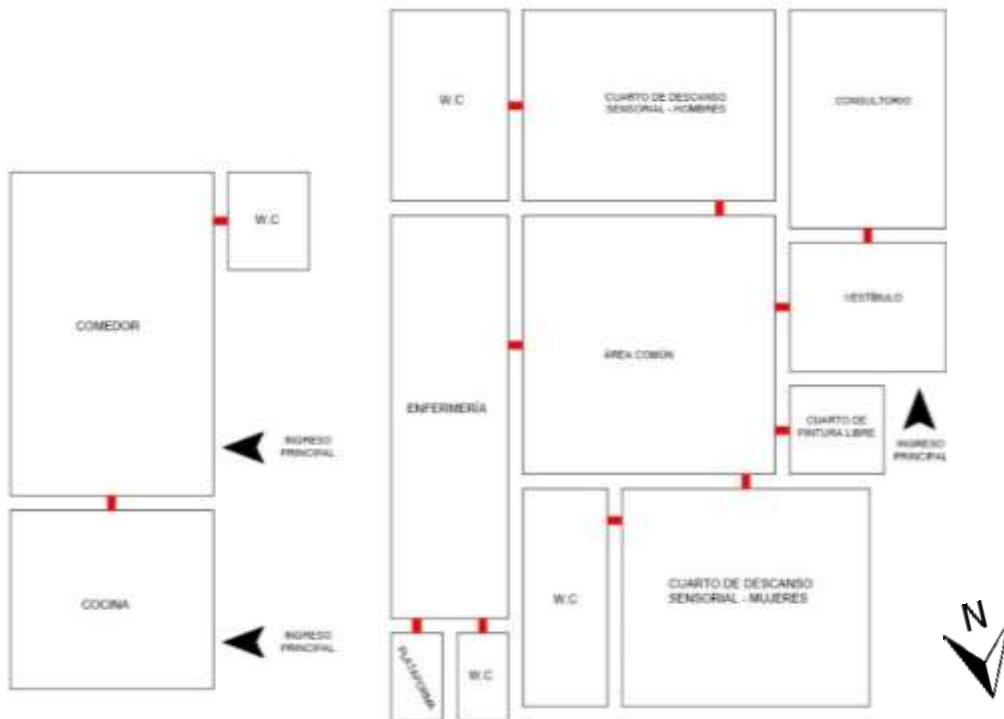 W.C
CUARTO DE DESCANSO
SENSORIAL - HOMBRES
CONSULTORIO
W.C
COMEDOR
VESTÍBULO
ÁREA COMÚN
ENFERMERÍA
CUARTO DE
PINTURA LIBRE
INGRESO
PRINCIPAL
INGRESO
PRINCIPAL
COCINA
CUARTO DE DESCANSO
SENSORIAL - MUJERES
W.C
INGRESO
PRINCIPAL
PLATAFORMA
W.C
N